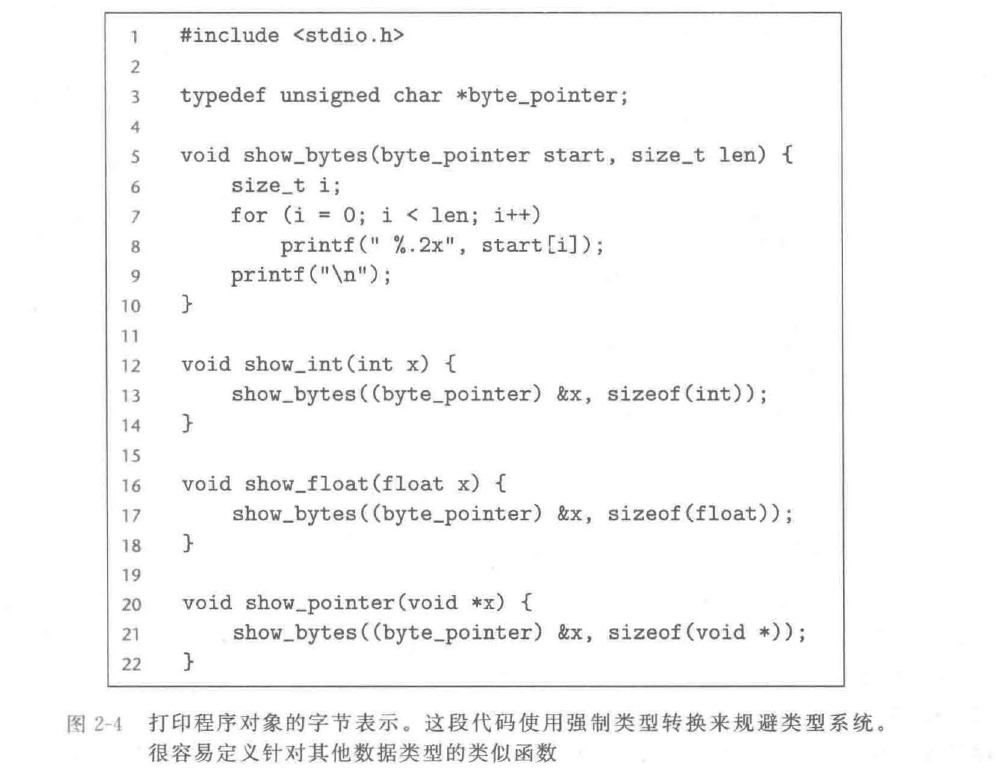 1 #include <stdio.h>
2
3 typedef unsigned char *byte_pointer;
4
5 void show_bytes(byte_pointer start, size_t len) {
6     size_t i;
7     for (i = 0; i < len; i++)
8         printf(" %.2x", start[i]);
9     printf("\n");
10 }
11
12 void show_int(int x) {
13     show_bytes((byte_pointer) &x, sizeof(int));
14 }
15
16 void show_float(float x) {
17     show_bytes((byte_pointer) &x, sizeof(float));
18 }
19
20 void show_pointer(void *x) {
21     show_bytes((byte_pointer) &x, sizeof(void *));
22 }
图 2-4 打印程序对象的字节表示。这段代码使用强制类型转换来规避类型系统。
很容易定义针对其他数据类型的类似函数